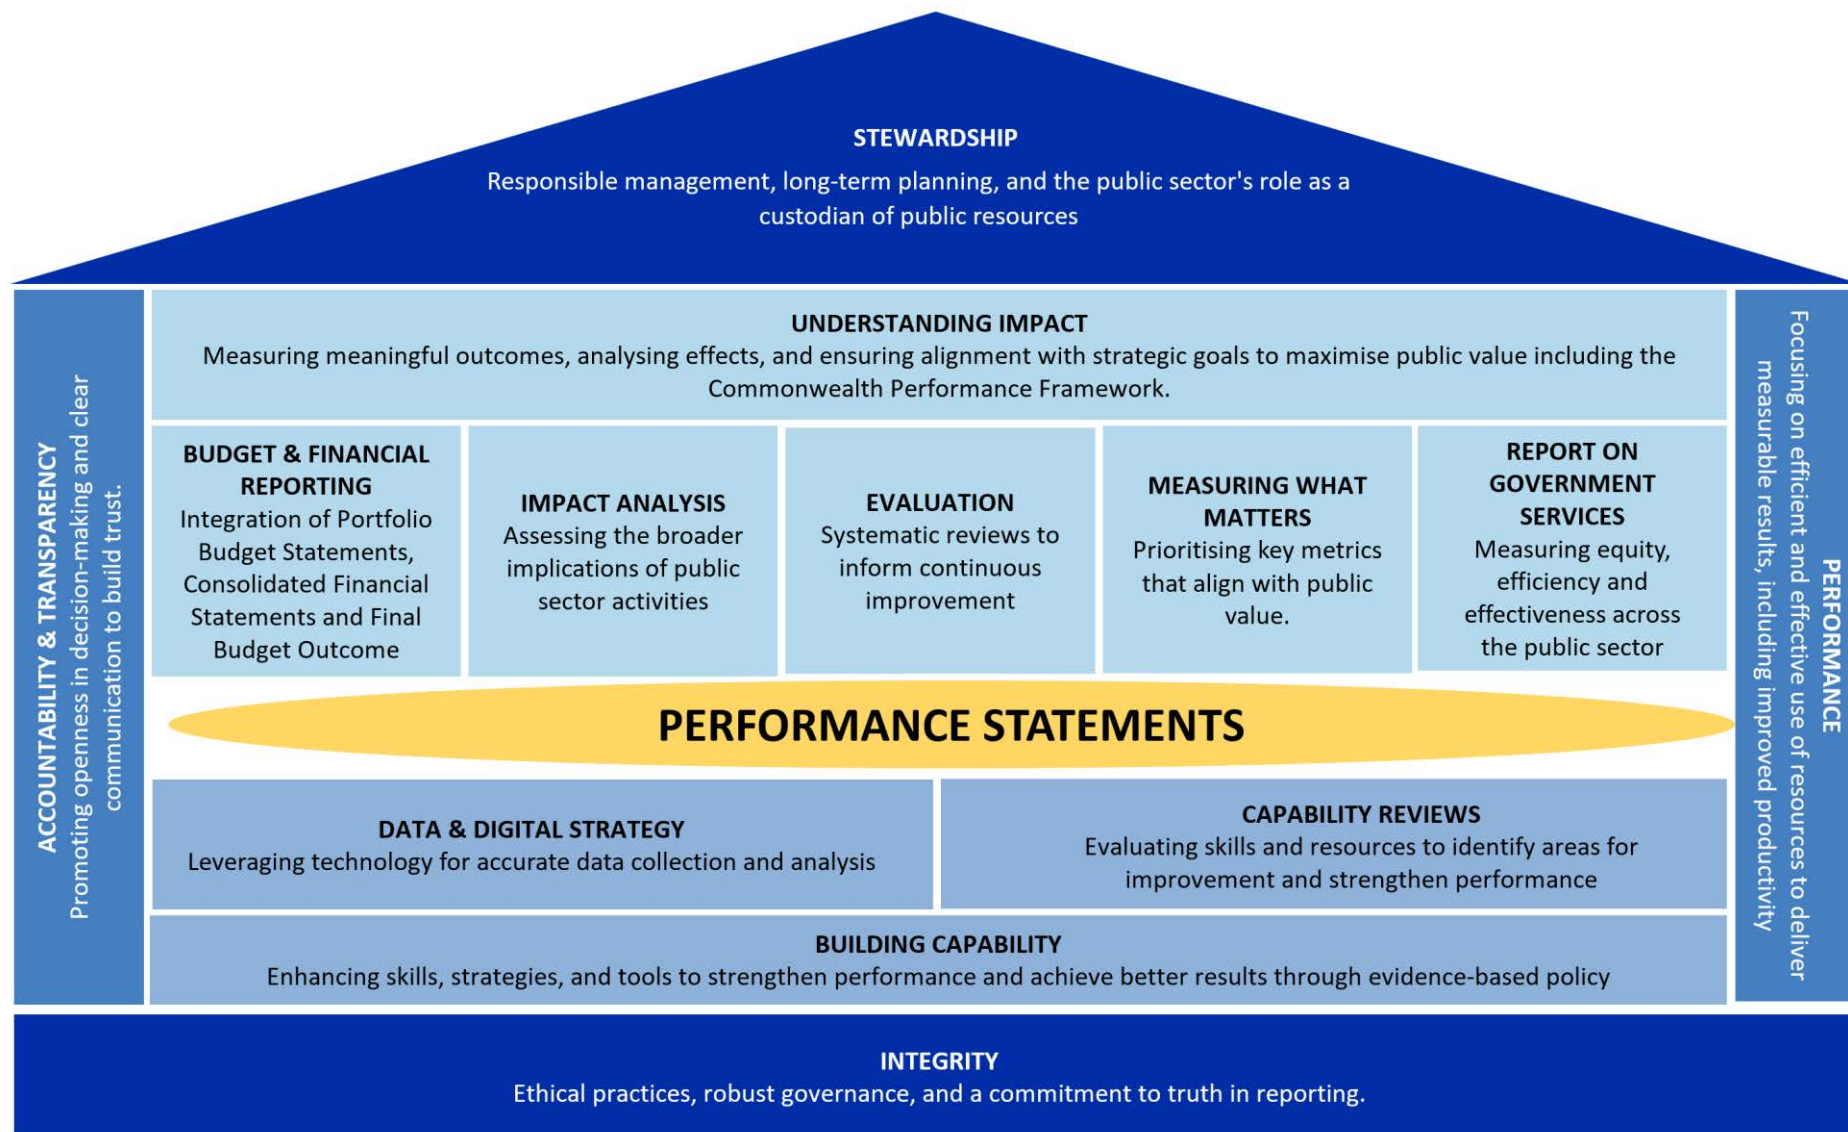 STEWARDSHIP
Responsible management, long-term planning, and the public sector's role as a
custodian of public resources
ACCOUNTABILITY & TRANSPARENCY
Promoting openness in decision-making and clear
communication to build trust.
UNDERSTANDING IMPACT
Measuring meaningful outcomes, analysing effects, and ensuring alignment with strategic goals to maximise public value including the
Commonwealth Performance Framework.
BUDGET & FINANCIAL
REPORTING
Integration of Portfolio
Budget Statements,
Consolidated Financial
Statements and Final
Budget Outcome
IMPACT ANALYSIS
Assessing the broader
implications of public
sector activities
EVALUATION
Systematic reviews to
inform continuous
improvement
MEASURING WHAT
MATTERS
Prioritising key metrics
that align with public
value.
REPORT ON
GOVERNMENT
SERVICES
Measuring equity,
efficiency and
effectiveness across
the public sector
PERFORMANCE STATEMENTS
DATA & DIGITAL STRATEGY
Leveraging technology for accurate data collection and analysis
CAPABILITY REVIEWS
Evaluating skills and resources to identify areas for
improvement and strengthen performance
BUILDING CAPABILITY
Enhancing skills, strategies, and tools to strengthen performance and achieve better results through evidence-based policy
PERFORMANCE
Focusing on efficient and effective use of resources to deliver
measurable results, including improved productivity
INTEGRITY
Ethical practices, robust governance, and a commitment to truth in reporting.